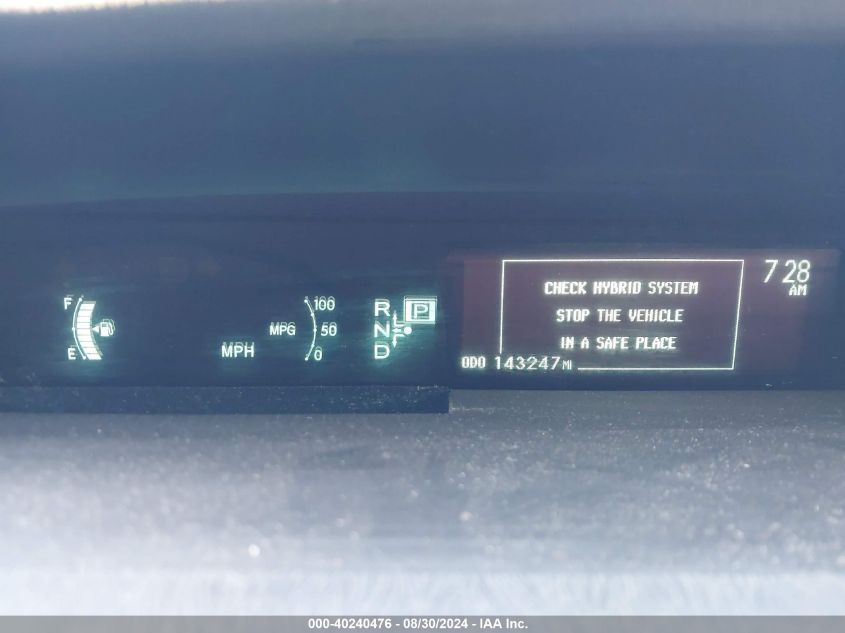 F
E
MPH
MPG
100
50
0
R
N
D
P
CHECK HYBRID SYSTEM
STOP THE VEHICLE
IN A SAFE PLACE
ODO 143247 MI
7 28
AM
000-40240476 - 08/30/2024 - IAA Inc.